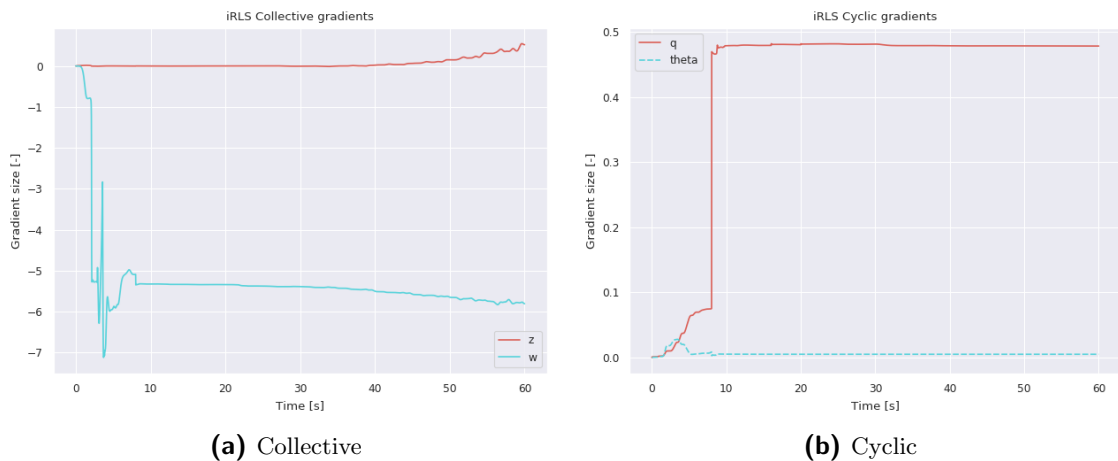 iRLS Collective gradients
0
−1
−2
−3
−4
−5
−6
−7
Gradient size [-]
z
w
0 10 20 30 40 50 60
Time [s]
(a) Collective
iRLS Cyclic gradients
q
theta
0.5
0.4
0.3
0.2
0.1
0.0
Gradient size [-]
0 10 20 30 40 50 60
Time [s]
(b) Cyclic